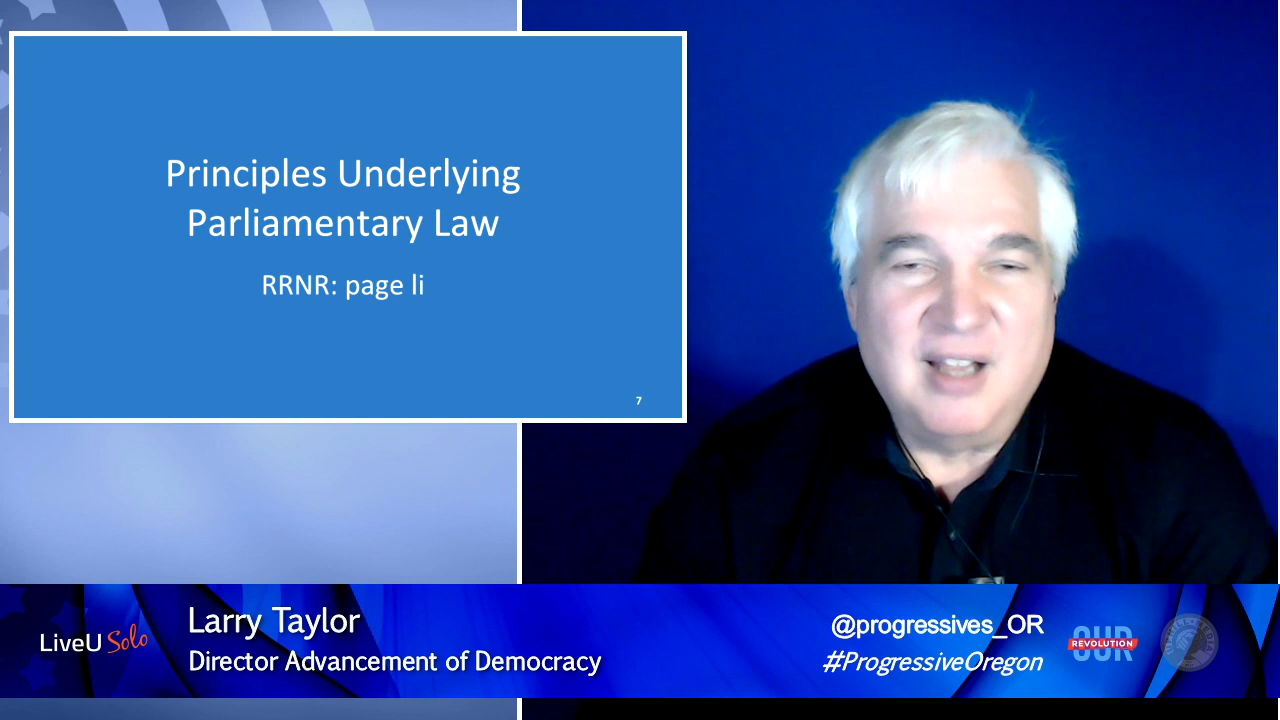 Principles Underlying
Parliamentary Law
RRNR: page li
7
LiveU Solo
Larry Taylor
Director Advancement of Democracy
@progressives_OR
#ProgressiveOregon
OUR
REVOLUTION